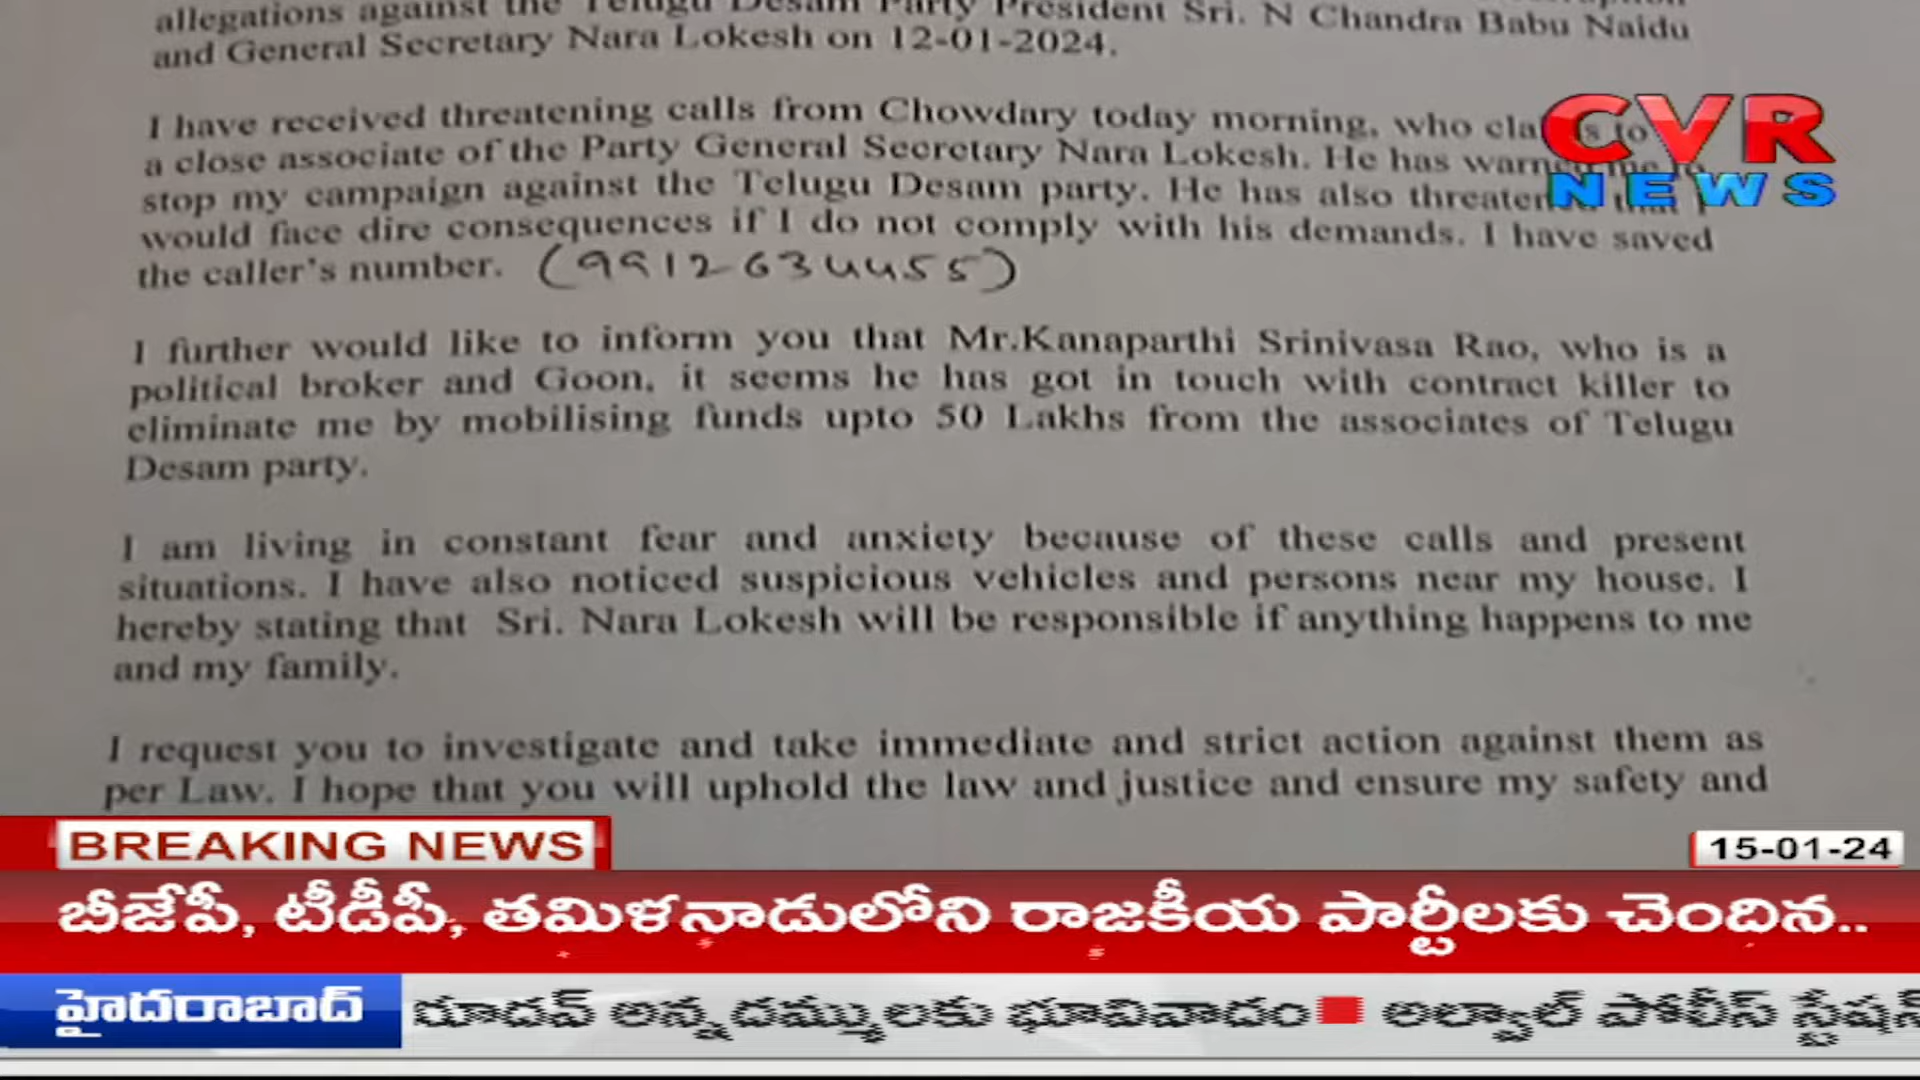 allegations against the Telugu Desam Party President Sri. N Chandra Babu Naidu
and General Secretary Nara Lokesh on 12-01-2024.
I have received threatening calls from Chowdary today morning, who to
a close associate of the Party General Secretary Nara Lokesh. He has
stop my campaign against the Telugu Desam party. He has also threatened that I
would face dire consequences if I do not comply with his demands. I have saved
the caller's number. (9912634455)
I further would like to inform you that Mr.Kanaparthi Srinivasa Rao, who is a
political broker and Goon, it seems he has got in touch with contract killer to
eliminate me by mobilising funds upto 50 Lakhs from the associates of Telugu
Desam party.
I am living in constant fear and anxiety because of these calls and present
situations. I have also noticed suspicious vehicles and persons near my house. I
hereby stating that Sri. Nara Lokesh will be responsible if anything happens to me
and my family.
I request you to investigate and take immediate and strict action against them as
per Law. I hope that you will uphold the law and justice and ensure my safety and
CVR
NEWS
BREAKING NEWS
15-01-24
బీజేపీ, టీడీపీ, తమిళనాడులోని రాజకీయ పార్టీలకు చెందిన..
హైదరాబాద్ యాదవ్ అన్నదమ్ములకు భూవివాదం అల్వాల్ పోలీస్ స్టేషన్